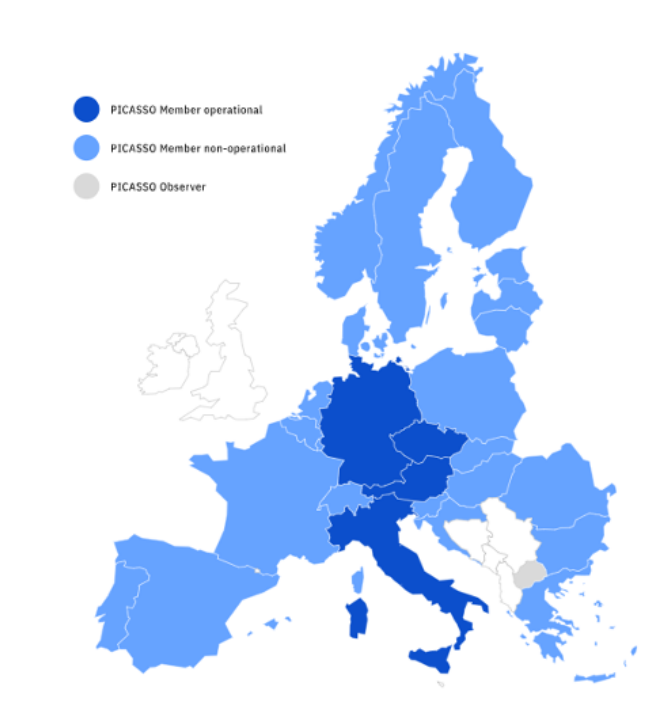 PICASSO Member operational
PICASSO Member non-operational
PICASSO Observer